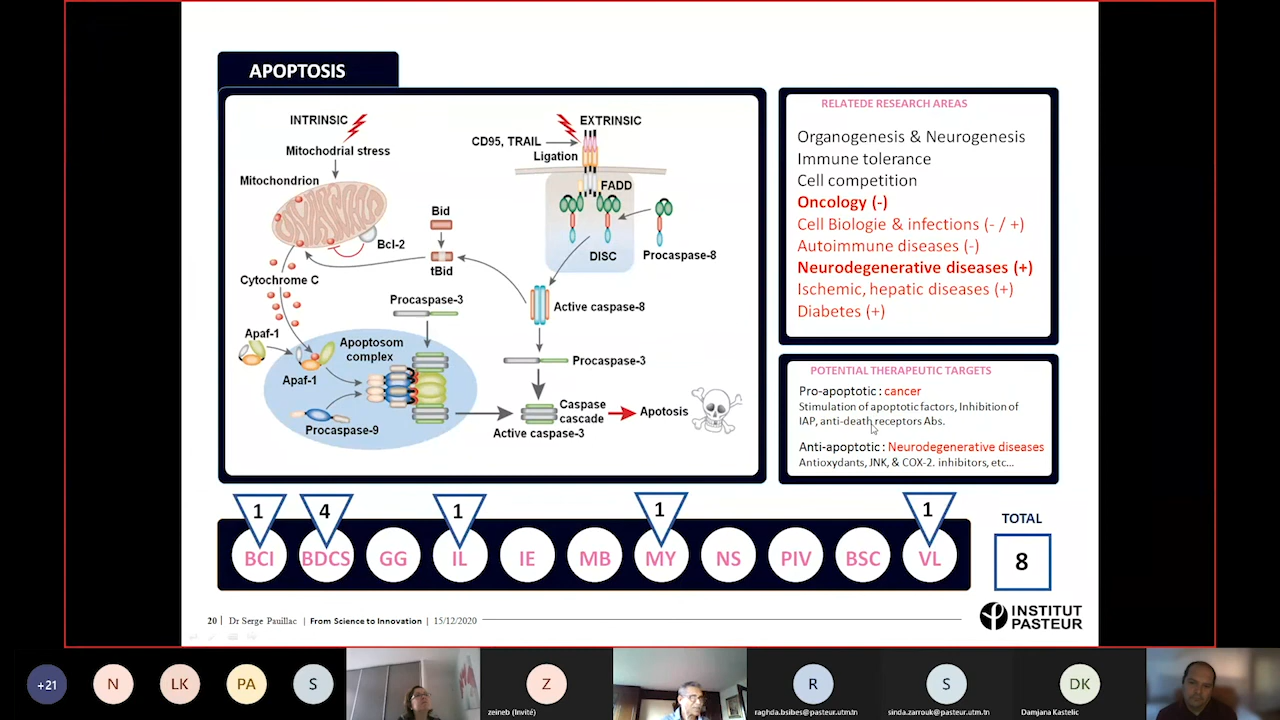 APOPTOSIS
INTRINSIC
Mitochodrial stress
Mitochondrion
Bcl-2
Cytochrome C
Apaf-1
Apaf-1
Apoptosom
complex
Procaspase-9
Procaspase-3
Bid
tBid
EXTRINSIC
CD95, TRAIL
Ligation
FADD
DISC
Procaspase-8
Active caspase-8
Procaspase-3
Caspase
cascade
Active caspase-3
Apotosis
RELATEDE RESEARCH AREAS
Organogenesis & Neurogenesis
Immune tolerance
Cell competition
Oncology (-)
Cell Biologie & infections (- / +)
Autoimmune diseases (-)
Neurodegenerative diseases (+)
Ischemic, hepatic diseases (+)
Diabetes (+)
POTENTIAL THERAPEUTIC TARGETS
Pro-apoptotic : cancer
Stimulation of apoptotic factors, Inhibition of
IAP, anti-death receptors Abs.
Anti-apoptotic : Neurodegenerative diseases
Antioxydants, JNK, & COX-2. inhibitors, etc...
1 4 1 1 1
BCI BDCS GG IL IE MB MY NS PIV BSC VL
TOTAL
8
20 | Dr Serge Pauillac | From Science to Innovation | 15/12/2020
INSTITUT
PASTEUR
+21 N LK PA S Z R S DK
zeineb (Invité) raghda.bsibes@pasteur.utm.tn sinda.zarrouk@pasteur.utm.tn Damjana Kastelic